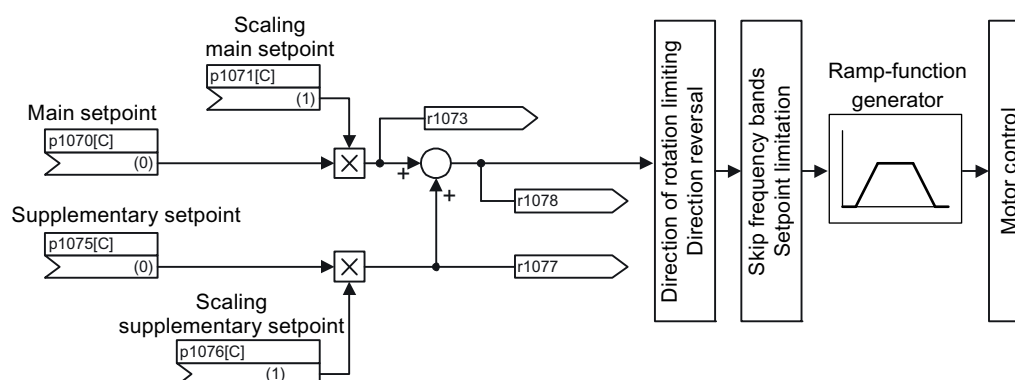 Scaling
main setpoint
p1071[C]
(1)
Main setpoint
p1070[C]
(0)
r1073
+
+
r1078
Supplementary setpoint
p1075[C]
(0)
r1077
Scaling
supplementary setpoint
p1076[C]
(1)
Direction of rotation limiting
Direction reversal
Skip frequency bands
Setpoint limitation
Ramp-function
generator
Motor control